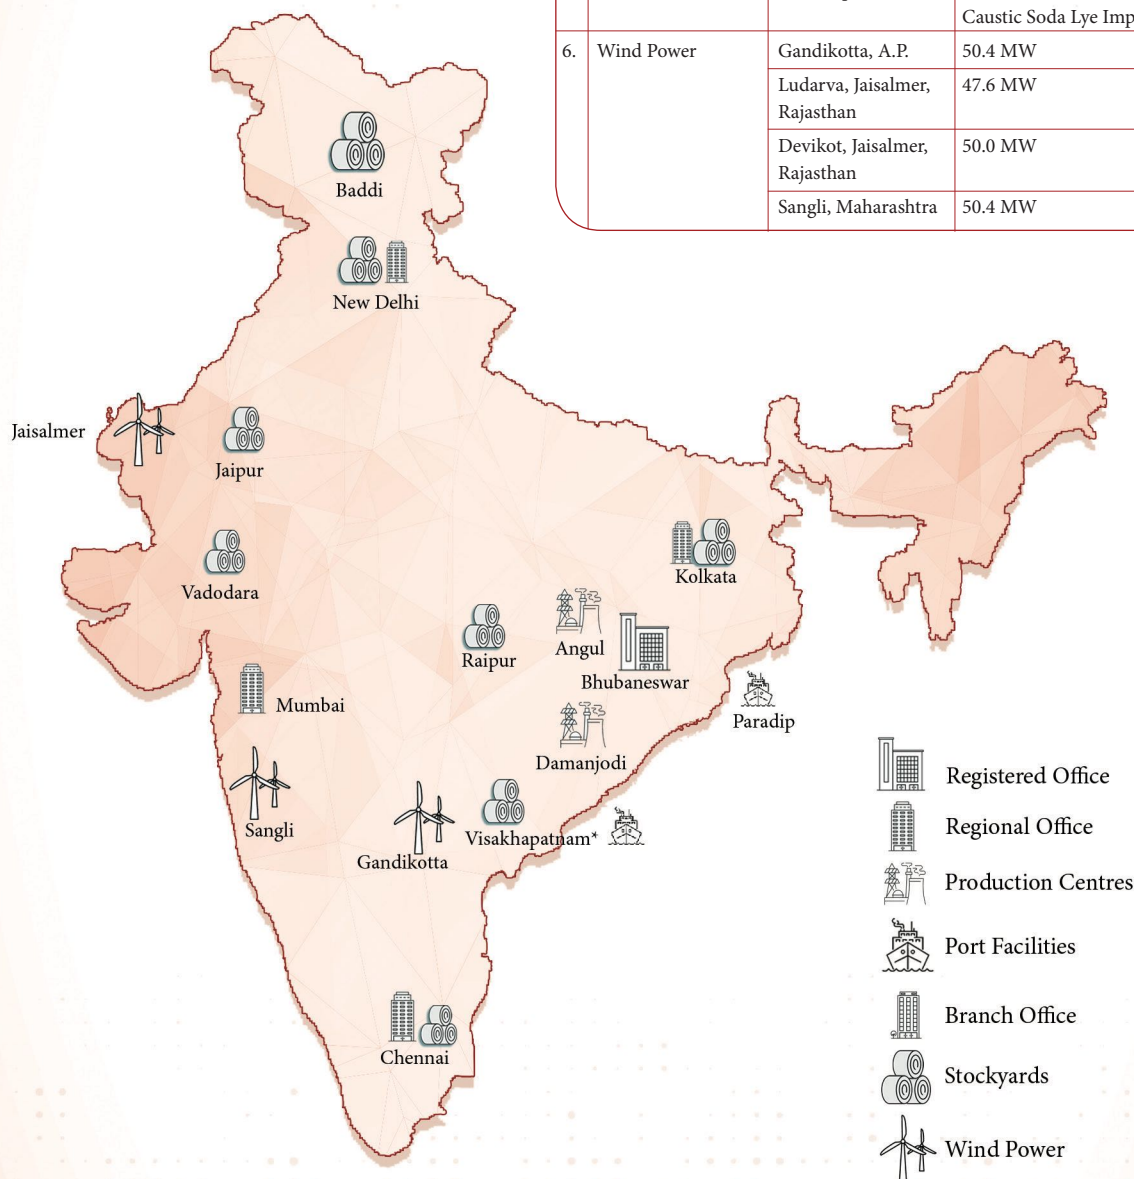 Caustic Soda Lye Imp
6. Wind Power Gandikotta, A.P. 50.4 MW
Ludarva, Jaisalmer, 47.6 MW
Rajasthan
Devikot, Jaisalmer, 50.0 MW
Rajasthan
Sangli, Maharashtra 50.4 MW
Baddi
New Delhi
Jaisalmer
Jaipur
Vadodara
Kolkata
Raipur
Angul
Bhubaneswar
Mumbai
Paradip
Damanjodi
Sangli
Visakhapatnam*
Gandikotta
Chennai
Registered Office
Regional Office
Production Centres
Port Facilities
Branch Office
Stockyards
Wind Power